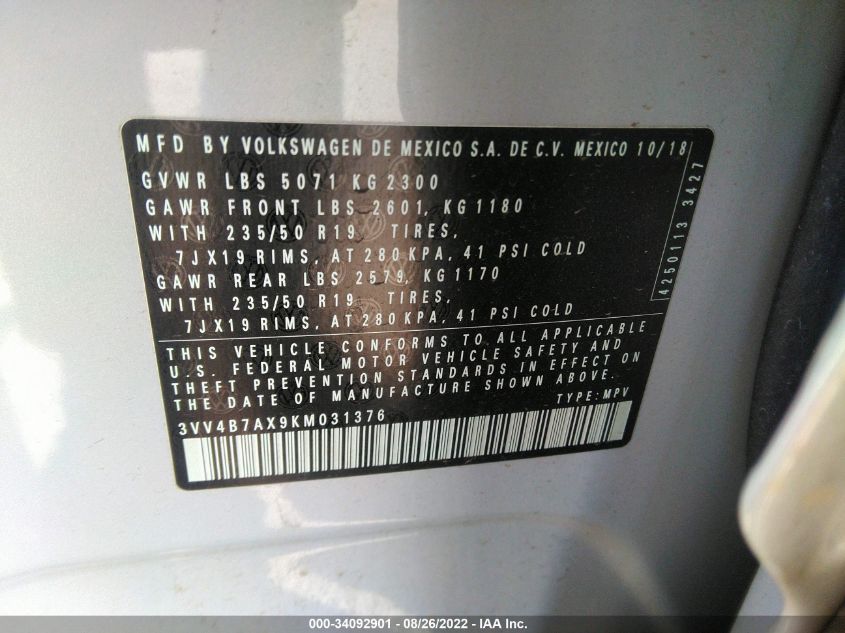 MFD BY VOLKSWAGEN DE MEXICO S.A. DE C.V. MEXICO 10/18
GVWR LBS 5071 KG 2300
GAWR FRONT LBS 2601, KG 1180
WITH 235/50 R19 TIRES,
7JX19 RIMS, AT 280 KPA, 41 PSI COLD
GAWR REAR LBS 2579, KG 1170
WITH 235/50 R19 TIRES,
7JX19 RIMS, AT 280 KPA, 41 PSI COLD
4250113 3427
THIS VEHICLE CONFORMS TO ALL APPLICABLE
U.S. FEDERAL MOTOR VEHICLE SAFETY AND
THEFT PREVENTION STANDARDS IN EFFECT ON
THE DATE OF MANUFACTURE SHOWN ABOVE.
TYPE: MPV
3VV4B7AX9KM031376
000-34092901 - 08/26/2022 - IAA Inc.